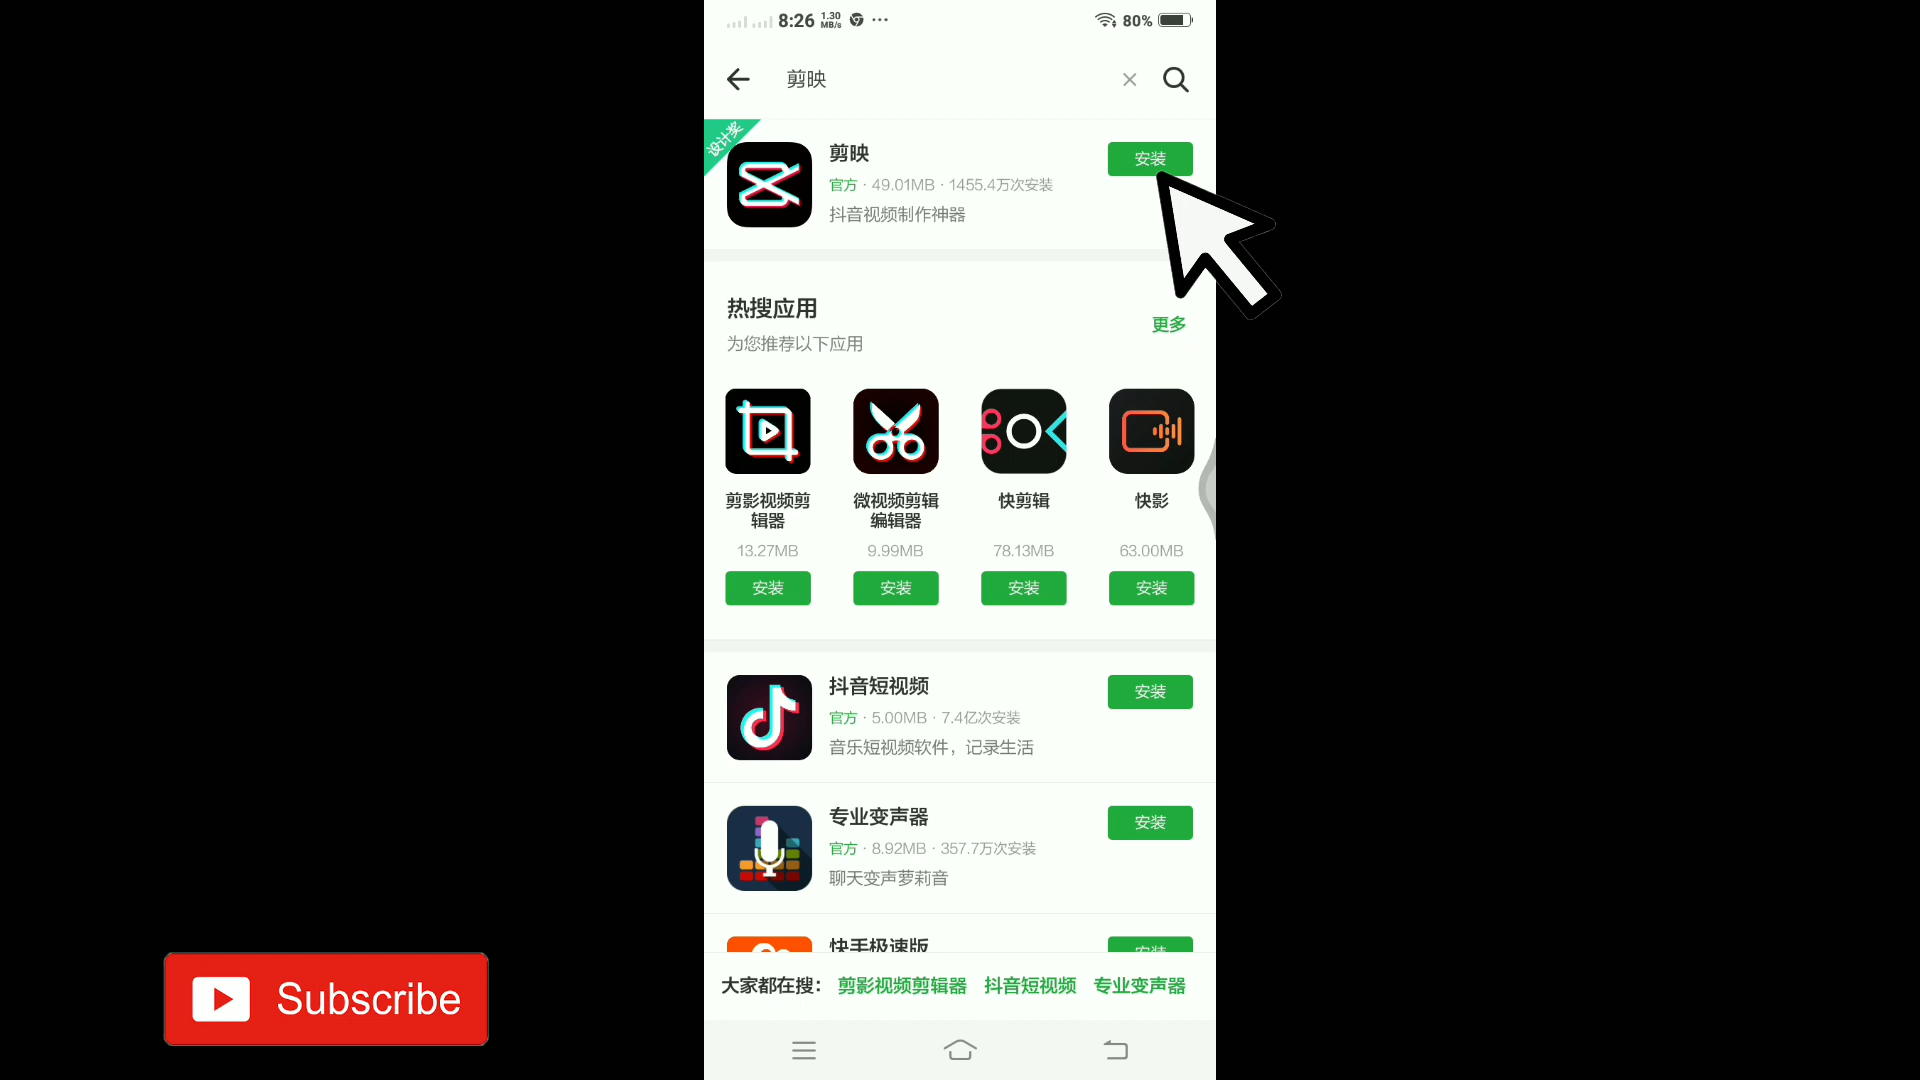 8:26 1.30 MB/s ··· 80%
剪映
设计奖
剪映
安装
官方 · 49.01MB · 1455.4万次安装
抖音视频制作神器
热搜应用
更多
为您推荐以下应用
剪影视频剪辑器
微视频剪辑编辑器
快剪辑
快影
13.27MB
9.99MB
78.13MB
63.00MB
安装
安装
安装
安装
抖音短视频
安装
官方 · 5.00MB · 7.4亿次安装
音乐短视频软件，记录生活
专业变声器
安装
官方 · 8.92MB · 357.7万次安装
聊天变声萝莉音
快手极速版
安装
大家都在搜： 剪影视频剪辑器 抖音短视频 专业变声器
Subscribe